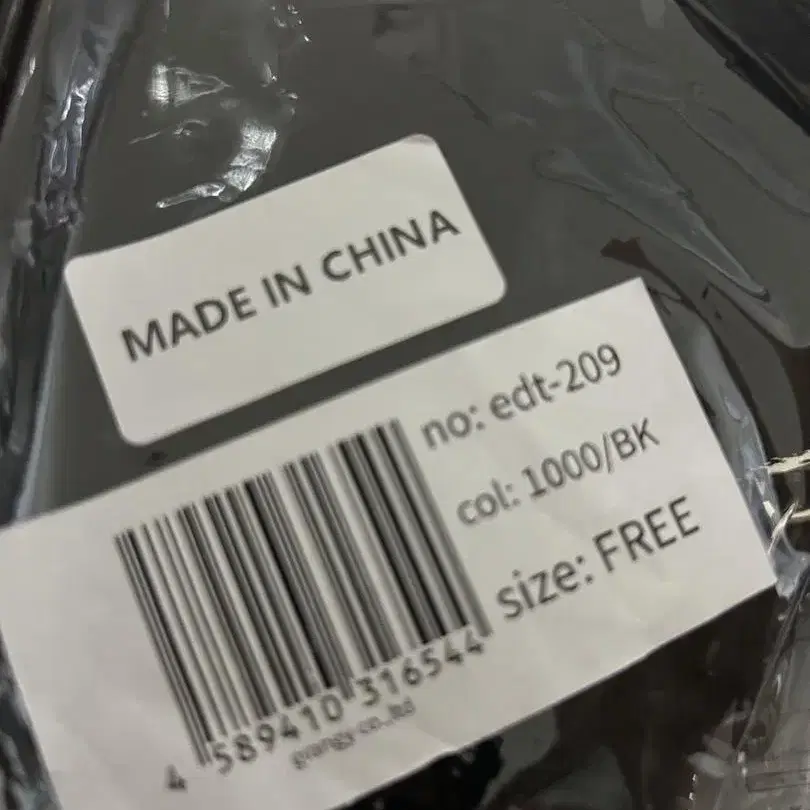 MADE IN CHINA
no: edt-209
col: 1000/BK
size: FREE
4 589410 316544